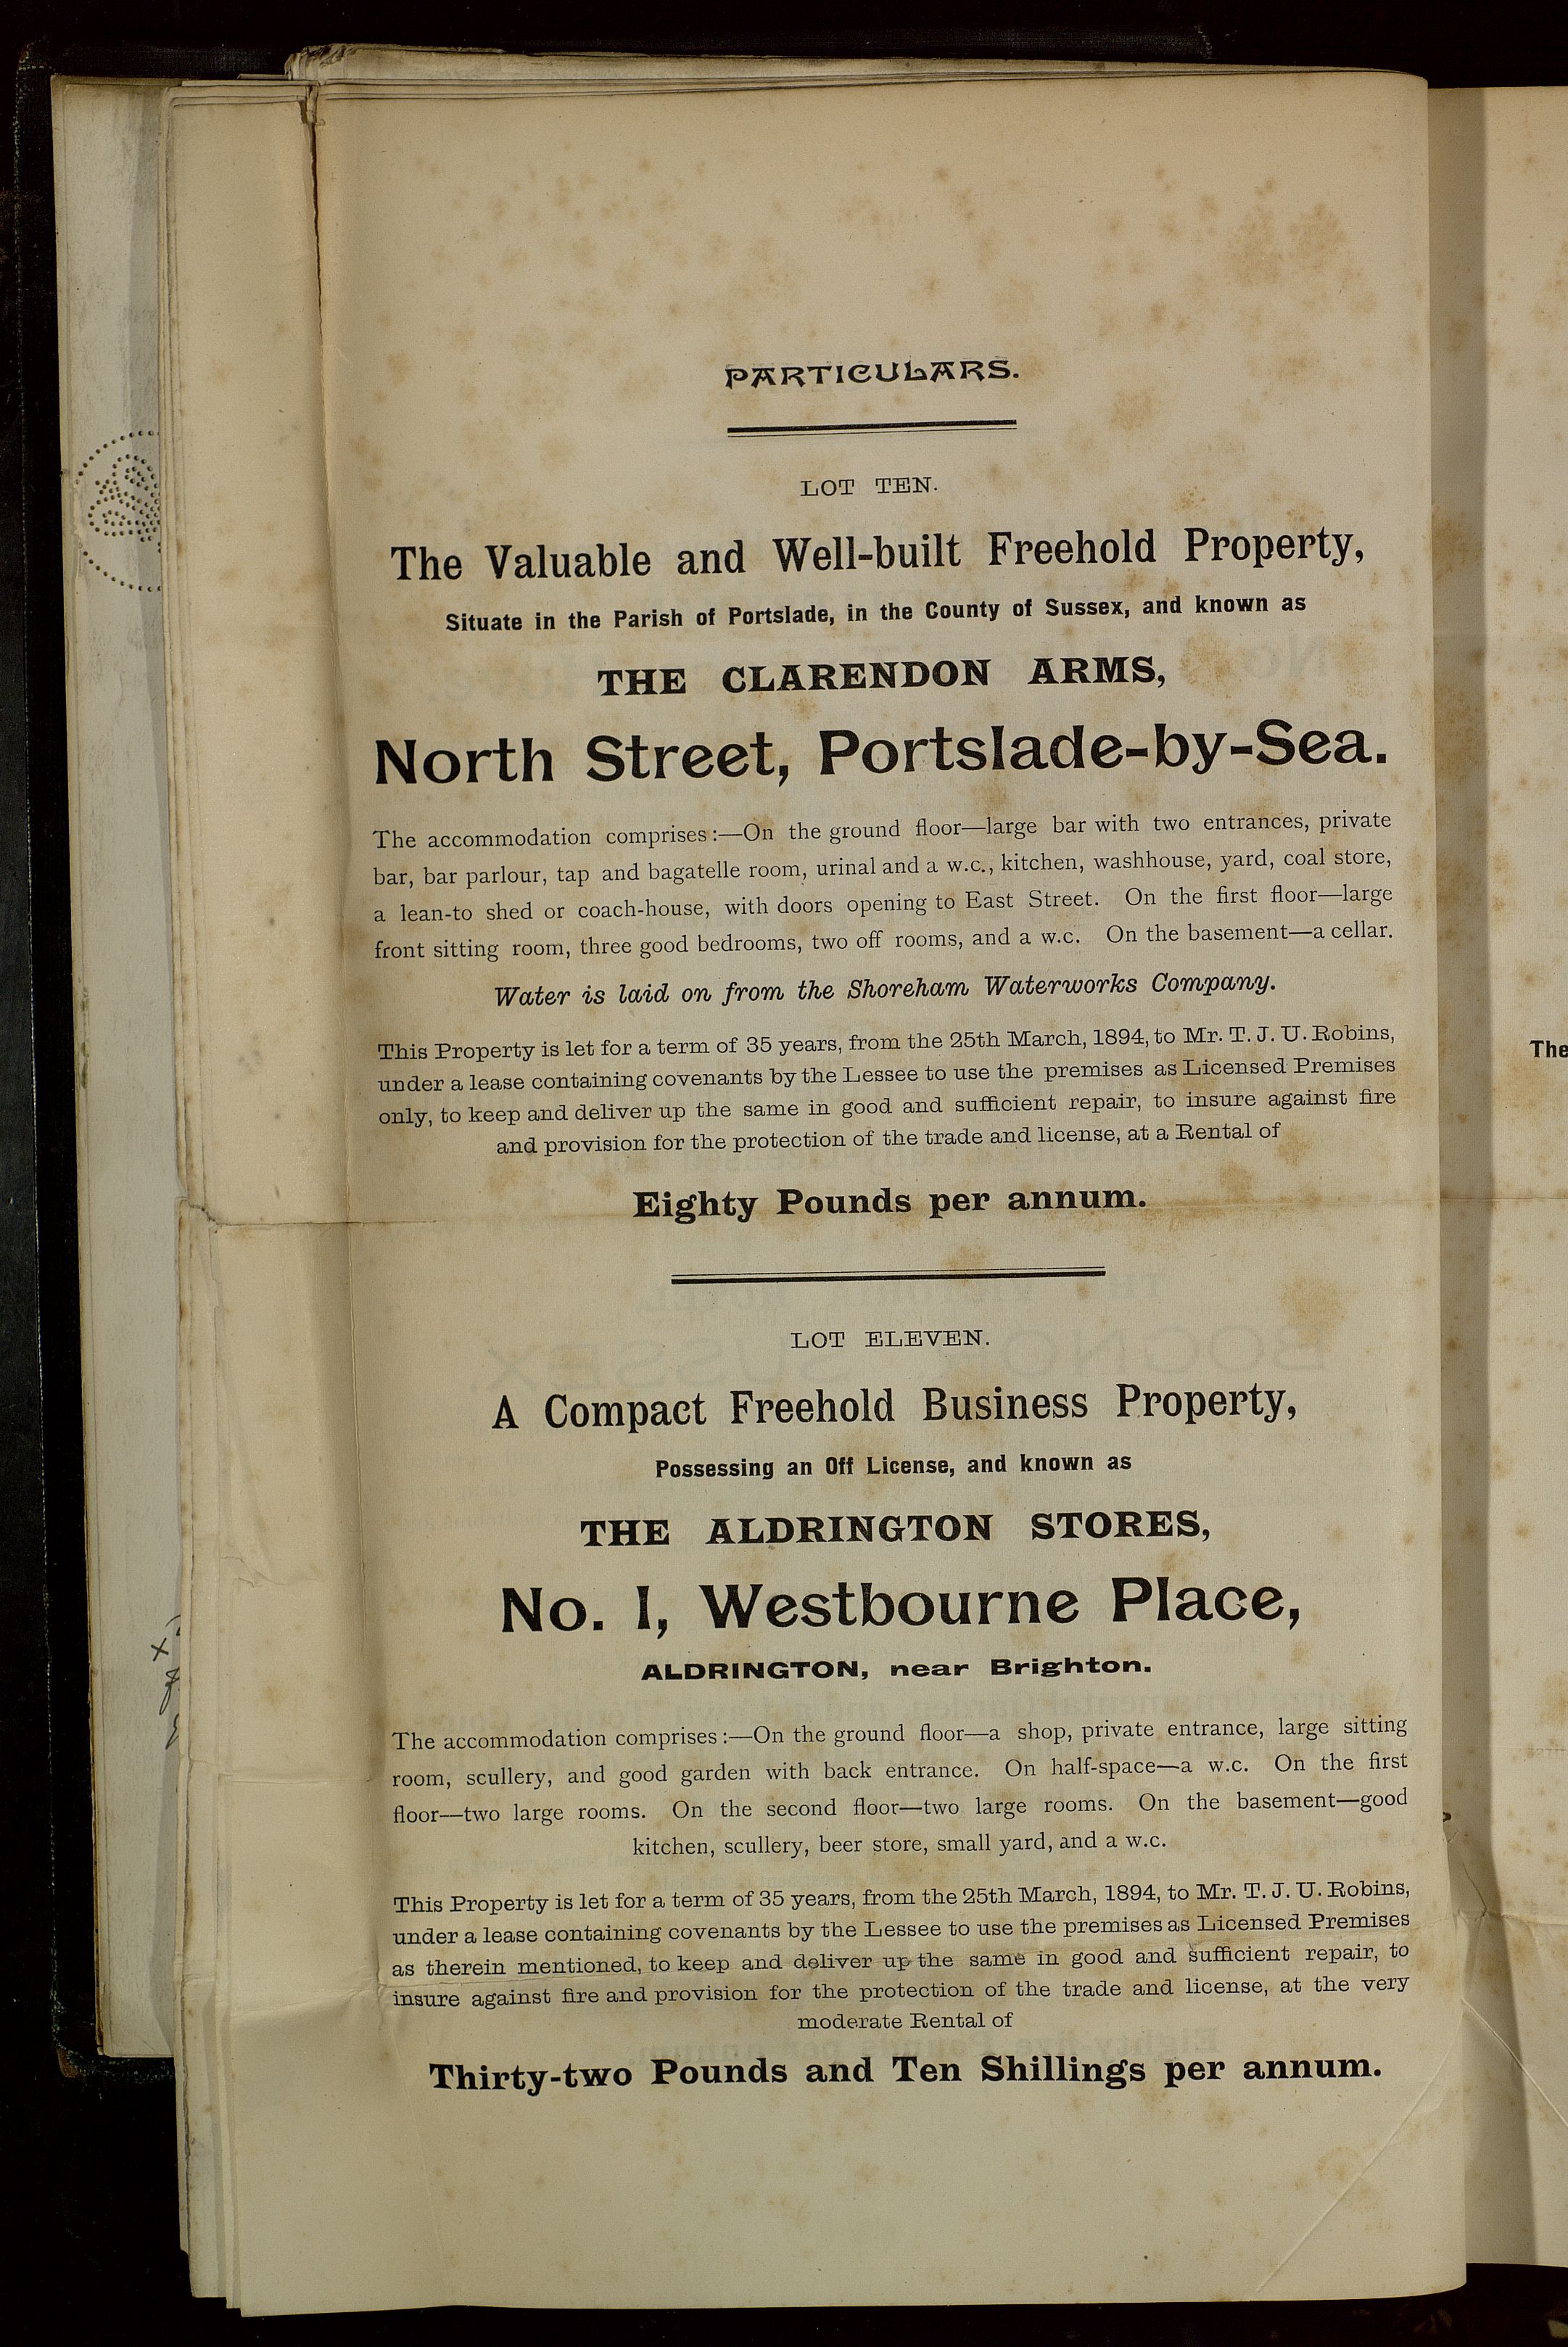 PARTICULARS.
LOT TEN.
The Valuable and Well-built Freehold Property,
Situate in the Parish of Portslade, in the County of Sussex, and known as
THE CLARENDON ARMS,
North Street, Portslade-by-Sea.
The accommodation comprises:—On the ground floor—large bar with two entrances, private
bar, bar parlour, tap and bagatelle room, urinal and a w.c., kitchen, washhouse, yard, coal store,
a lean-to shed or coach-house, with doors opening to East Street. On the first floor—large
front sitting room, three good bedrooms, two off rooms, and a w.c. On the basement—a cellar.
Water is laid on from the Shoreham Waterworks Company.
This Property is let for a term of 35 years, from the 25th March, 1894, to Mr. T. J. U. Robins,
under a lease containing covenants by the Lessee to use the premises as Licensed Premises
only, to keep and deliver up the same in good and sufficient repair, to insure against fire
and provision for the protection of the trade and license, at a Rental of
Eighty Pounds per annum.
LOT ELEVEN.
A Compact Freehold Business Property,
Possessing an Off License, and known as
THE ALDRINGTON STORES,
No. 1, Westbourne Place,
ALDRINGTON, near Brighton.
The accommodation comprises:—On the ground floor—a shop, private entrance, large sitting
room, scullery, and good garden with back entrance. On half-space—a w.c. On the first
floor—two large rooms. On the second floor—two large rooms. On the basement—good
kitchen, scullery, beer store, small yard, and a w.c.
This Property is let for a term of 35 years, from the 25th March, 1894, to Mr. T. J. U. Robins,
under a lease containing covenants by the Lessee to use the premises as Licensed Premises
as therein mentioned, to keep and deliver up the same in good and sufficient repair, to
insure against fire and provision for the protection of the trade and license, at the very
moderate Rental of
Thirty-two Pounds and Ten Shillings per annum.
The